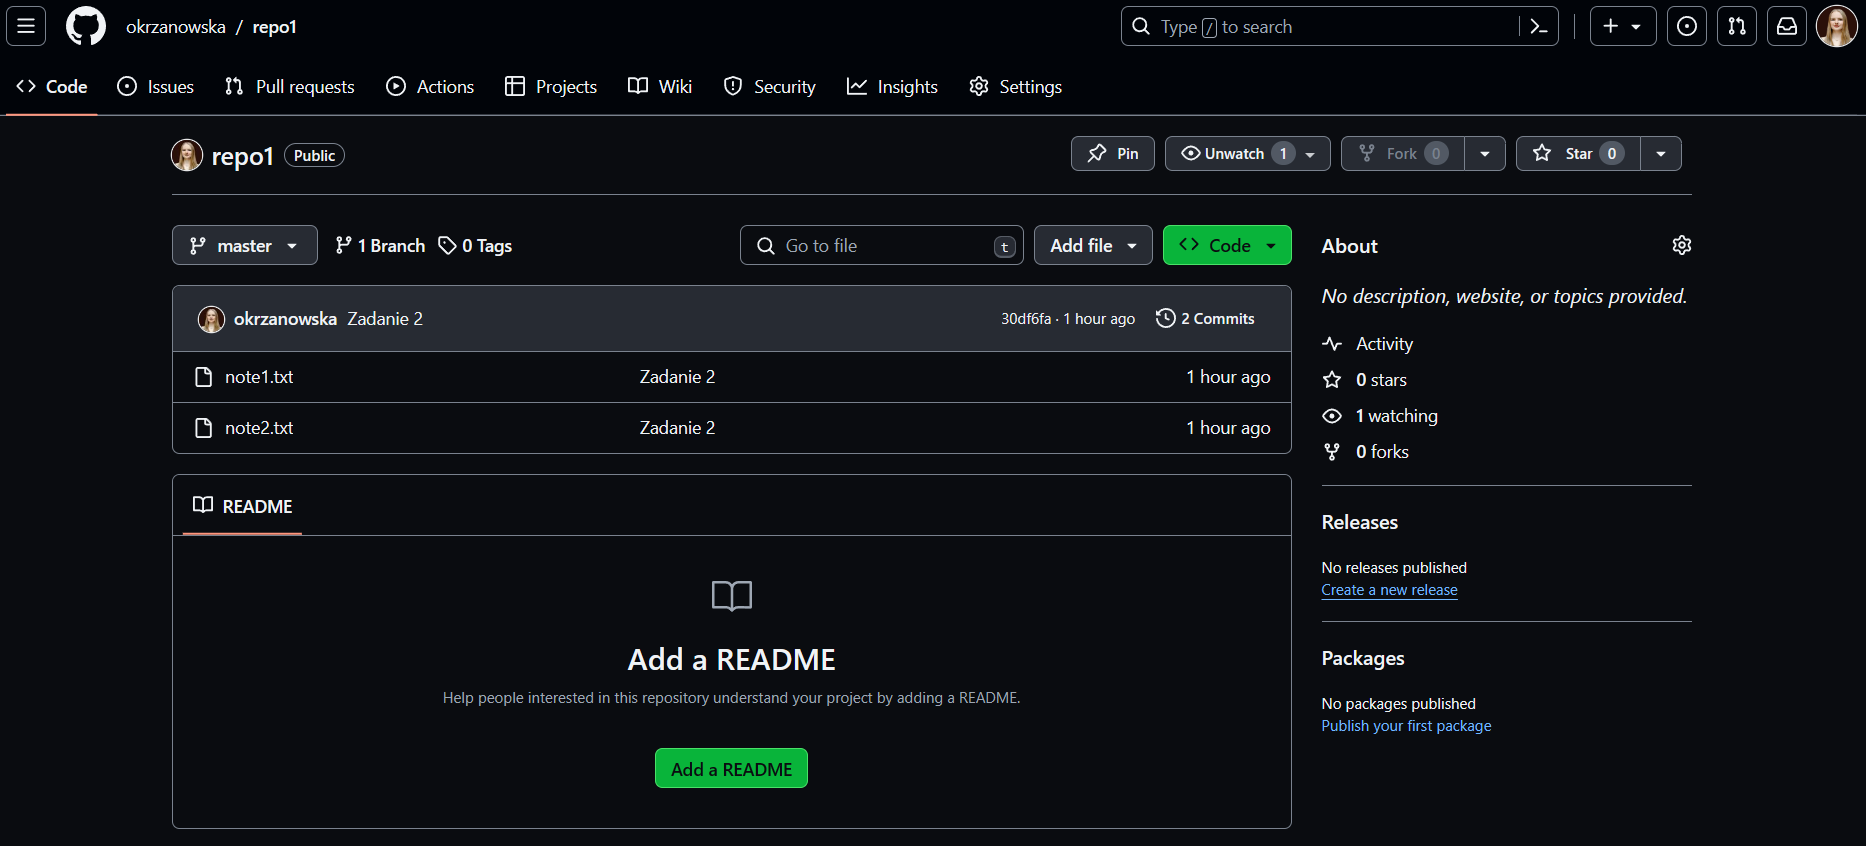 okrzanowska / repo1
Type / to search
Code Issues Pull requests Actions Projects Wiki Security Insights Settings
repo1 Public
Pin Unwatch 1 Fork 0 Star 0
master 1 Branch 0 Tags Go to file t Add file Code
okrzanowska Zadanie 2 30df6fa · 1 hour ago 2 Commits
note1.txt Zadanie 2 1 hour ago
note2.txt Zadanie 2 1 hour ago
README
Add a README
Help people interested in this repository understand your project by adding a README.
Add a README
About
No description, website, or topics provided.
Activity
0 stars
1 watching
0 forks
Releases
No releases published
Create a new release
Packages
No packages published
Publish your first package